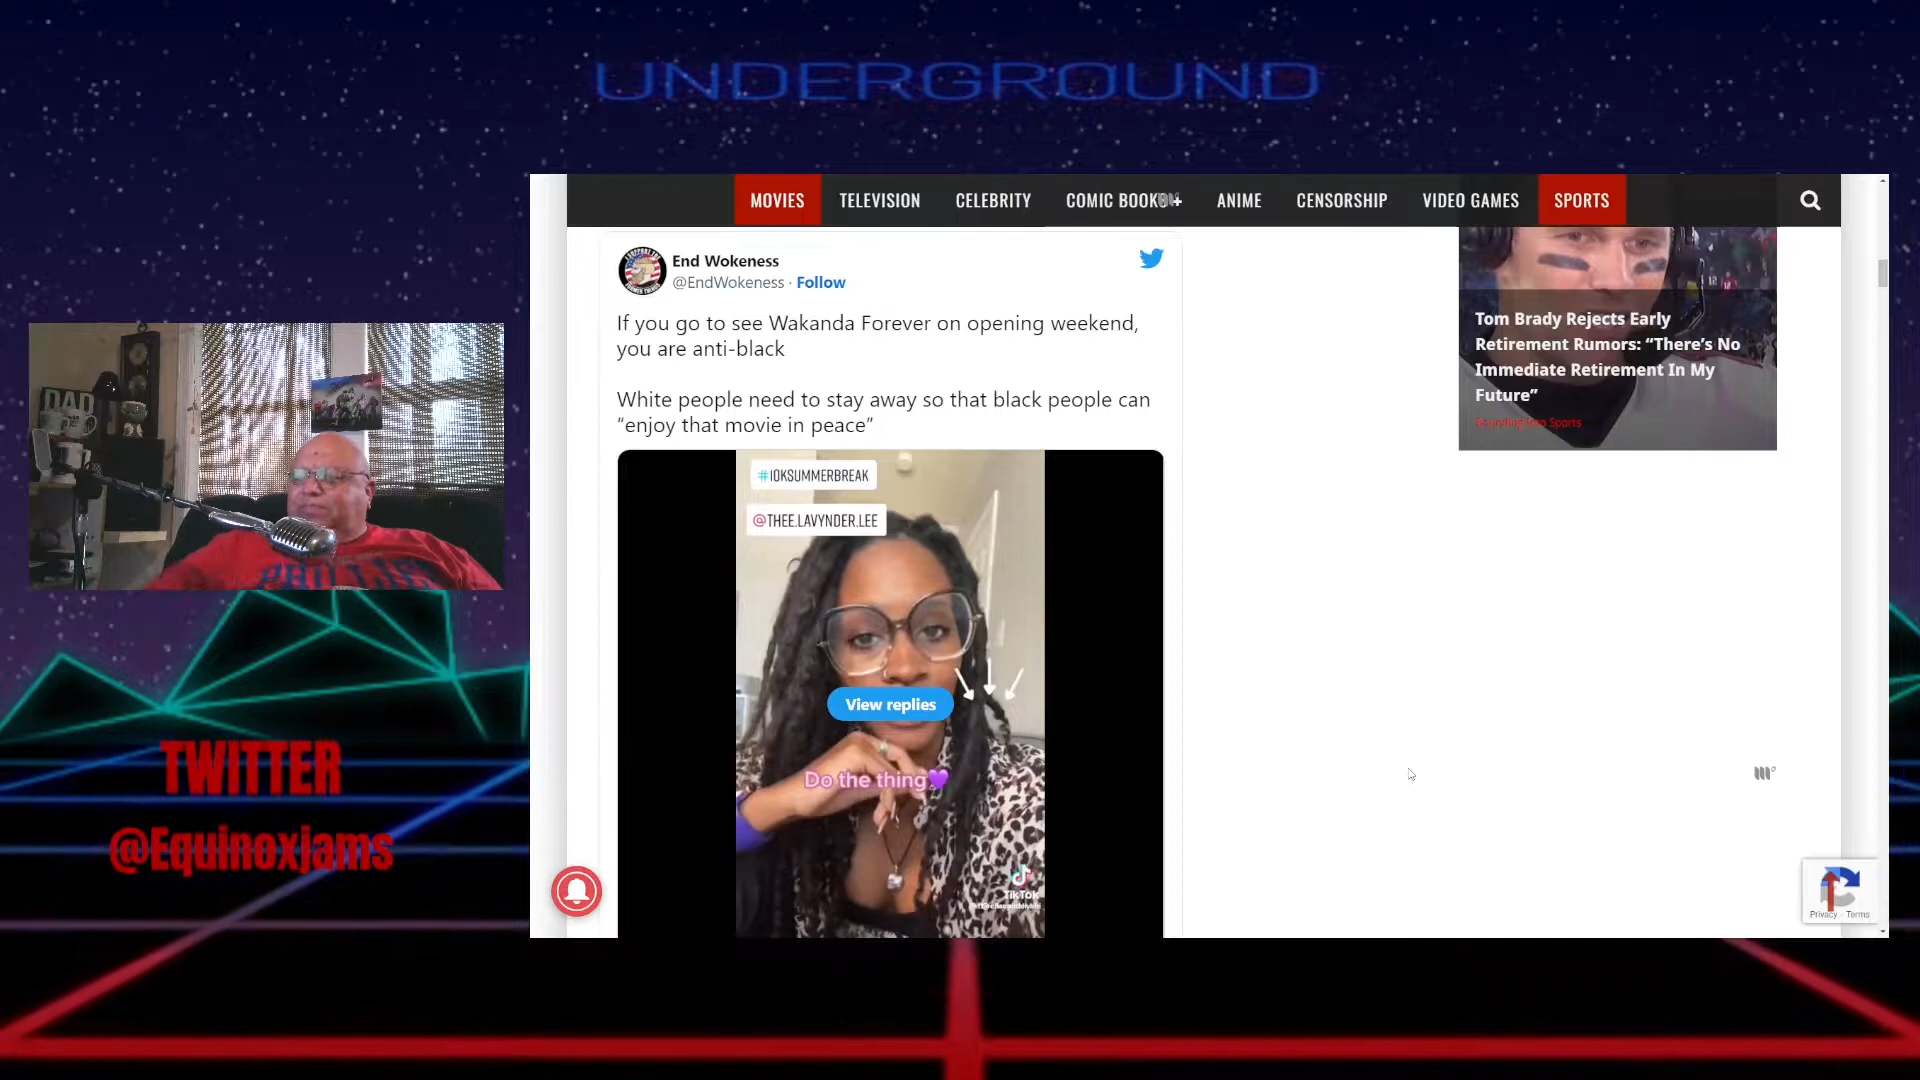 UNDERGROUND
MOVIES TELEVISION CELEBRITY COMIC BOOKS+ ANIME CENSORSHIP VIDEO GAMES SPORTS
End Wokeness
@EndWokeness · Follow
If you go to see Wakanda Forever on opening weekend,
you are anti-black
White people need to stay away so that black people can
“enjoy that movie in peace”
#10KSUMMERBREAK
@THEE.LAVYNDER.LEE
View replies
Do the thing💜
TikTok
Tom Brady Rejects Early
Retirement Rumors: “There’s No
Immediate Retirement In My
Future”
Sports
DAD
PHILLIES
TWITTER
@Equinoxjams
Privacy - Terms